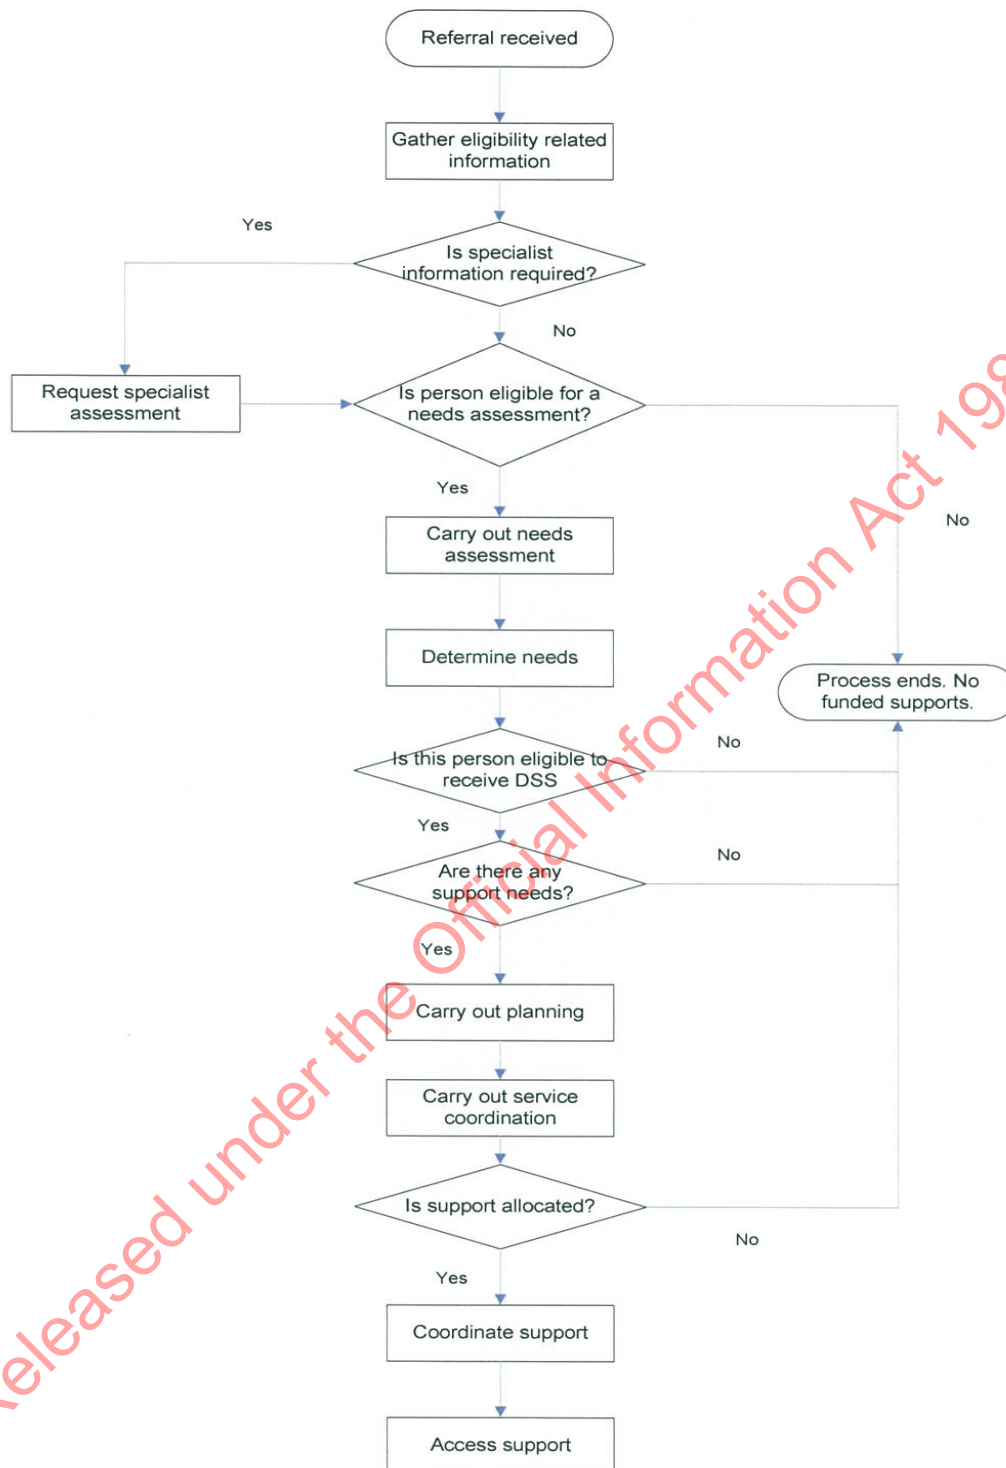 Referral received
Gather eligibility related
information
Yes
Is specialist
information required?
No
Request specialist
assessment
Is person eligible for a
needs assessment?
Yes
No
Carry out needs
assessment
Determine needs
Process ends. No
funded supports.
Is this person eligible to
receive DSS
No
Yes
Are there any
support needs?
No
Yes
Carry out planning
Carry out service
coordination
Is support allocated?
No
Yes
Coordinate support
Access support
Released under the Official Information Act 198